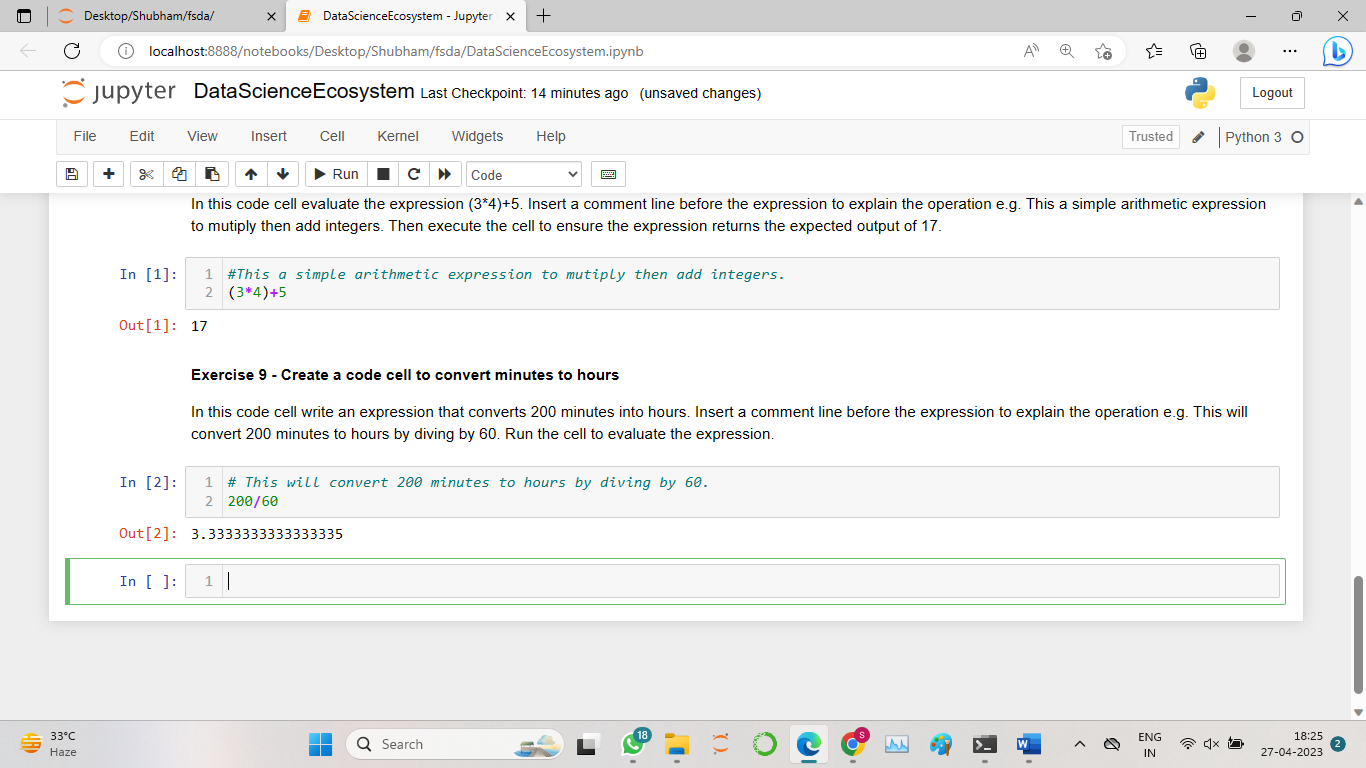 Desktop/Shubham/fsda/
DataScienceEcosystem - Jupyter
localhost:8888/notebooks/Desktop/Shubham/fsda/DataScienceEcosystem.ipynb
jupyter DataScienceEcosystem Last Checkpoint: 14 minutes ago (unsaved changes)
Logout
File Edit View Insert Cell Kernel Widgets Help
Trusted
Python 3
Run
Code
In this code cell evaluate the expression (3*4)+5. Insert a comment line before the expression to explain the operation e.g. This a simple arithmetic expression
to mutiply then add integers. Then execute the cell to ensure the expression returns the expected output of 17.
In [1]:
1 #This a simple arithmetic expression to mutiply then add integers.
2 (3*4)+5
Out[1]: 17
Exercise 9 - Create a code cell to convert minutes to hours
In this code cell write an expression that converts 200 minutes into hours. Insert a comment line before the expression to explain the operation e.g. This will
convert 200 minutes to hours by diving by 60. Run the cell to evaluate the expression.
In [2]:
1 # This will convert 200 minutes to hours by diving by 60.
2 200/60
Out[2]: 3.3333333333333335
In [ ]:
1
33°C
Haze
Search
18
S
ENG
IN
18:25
27-04-2023
2